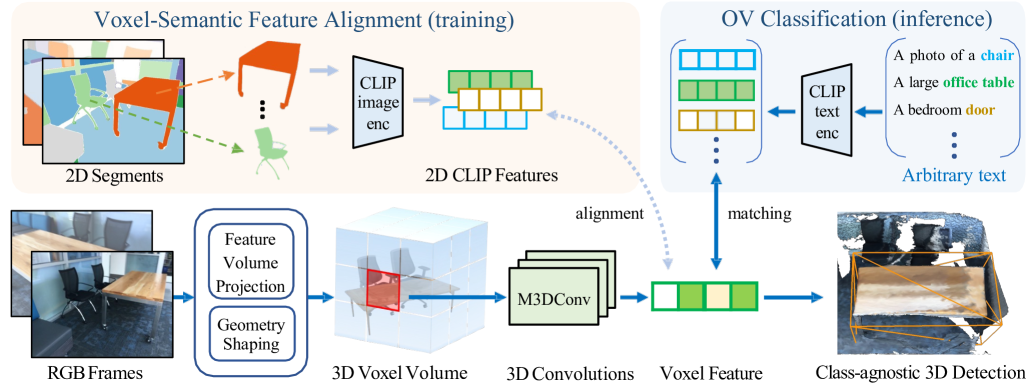 Voxel-Semantic Feature Alignment (training)
OV Classification (inference)
CLIP
image
enc
2D Segments
2D CLIP Features
CLIP
text
enc
A photo of a chair
A large office table
A bedroom door
Arbitrary text
alignment
matching
Feature
Volume
Projection
Geometry
Shaping
M3DConv
RGB Frames
3D Voxel Volume
3D Convolutions
Voxel Feature
Class-agnostic 3D Detection